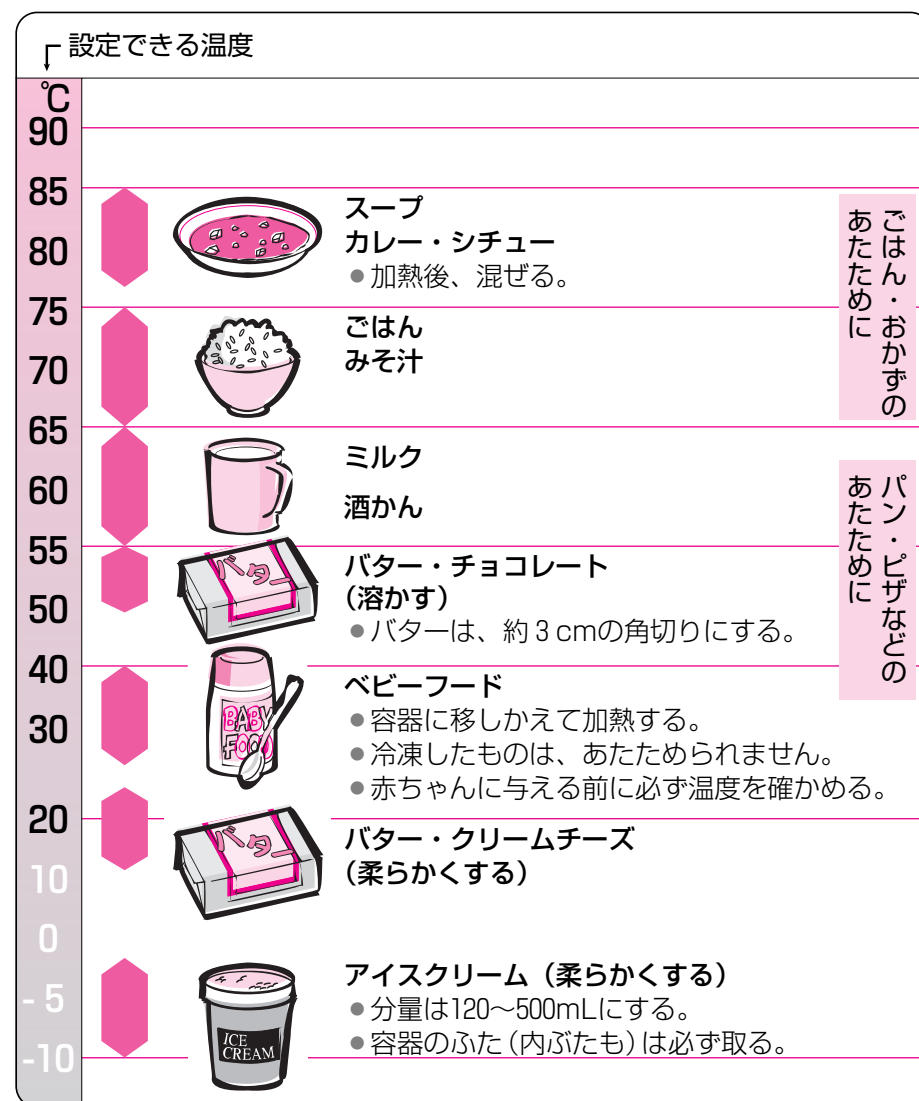 設定できる温度
℃
90
85
80
75
70
65
60
55
50
40
30
20
10
0
-5
-10
スープ
カレー・シチュー
●加熱後、混ぜる。
ごはん
みそ汁
ミルク
酒かん
バター
バター・チョコレート
(溶かす)
●バターは、約3cmの角切りにする。
BABY
FOOD
ベビーフード
●容器に移しかえて加熱する。
●冷凍したものは、あたためられません。
●赤ちゃんに与える前に必ず温度を確かめる。
バター
バター・クリームチーズ
(柔らかくする)
ICE
CREAM
アイスクリーム(柔らかくする)
●分量は120〜500mLにする。
●容器のふた(内ぶたも)は必ず取る。
ごはん・おかずの
あたために
パン・ピザなどの
あたために